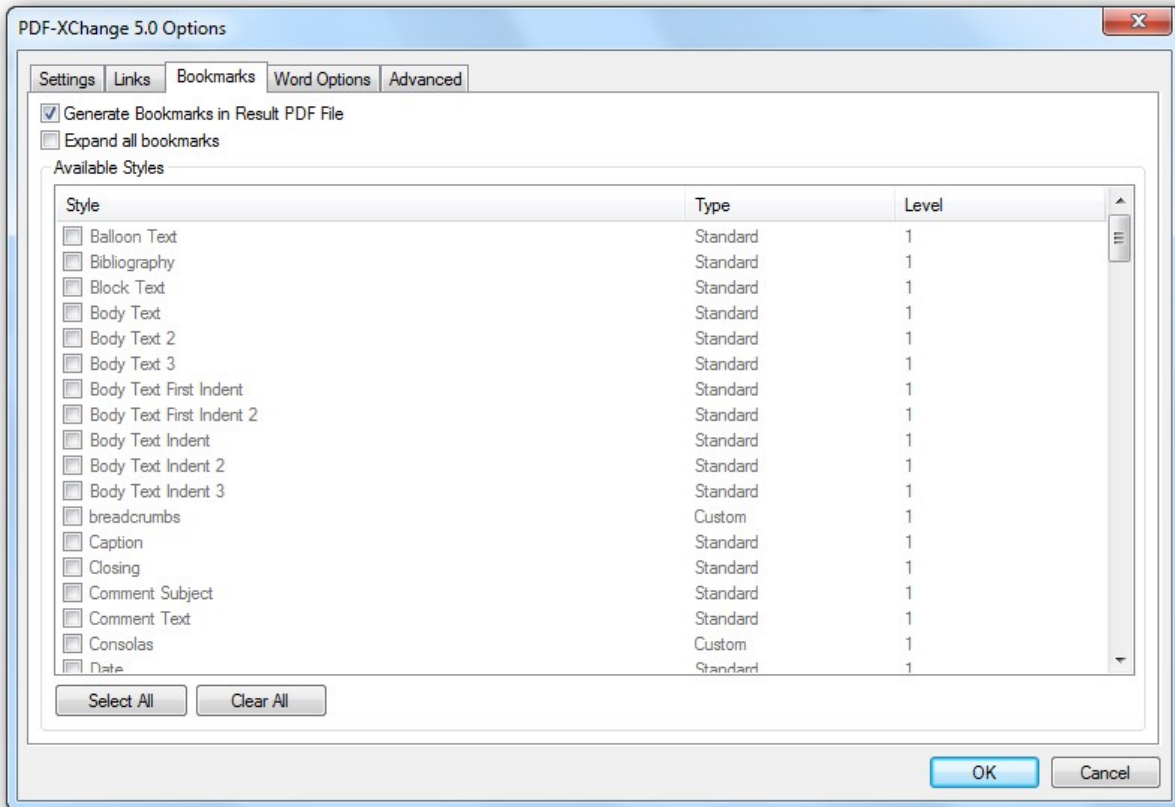 PDF-XChange 5.0 Options
Settings Links Bookmarks Word Options Advanced
Generate Bookmarks in Result PDF File
Expand all bookmarks
Available Styles
Style Type Level
Balloon Text Standard 1
Bibliography Standard 1
Block Text Standard 1
Body Text Standard 1
Body Text 2 Standard 1
Body Text 3 Standard 1
Body Text First Indent Standard 1
Body Text First Indent 2 Standard 1
Body Text Indent Standard 1
Body Text Indent 2 Standard 1
Body Text Indent 3 Standard 1
breadcrumbs Custom 1
Caption Standard 1
Closing Standard 1
Comment Subject Standard 1
Comment Text Standard 1
Consolas Custom 1
Date Standard 1
Select All Clear All
OK Cancel